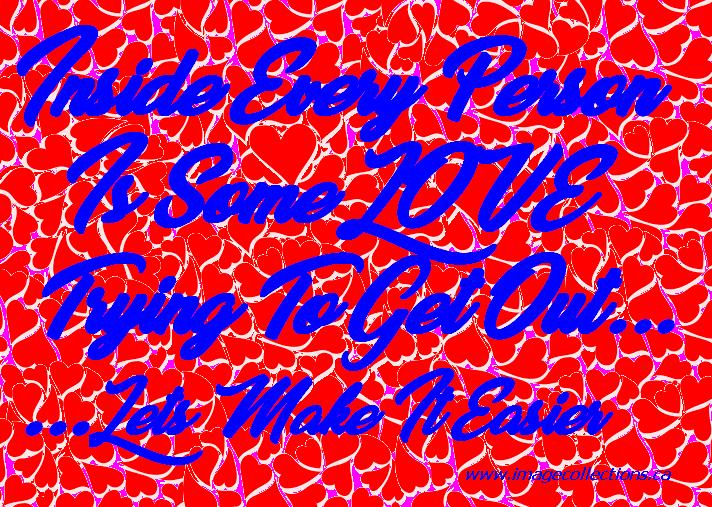 Inside Every Person
Is Some LOVE
Trying To Get Out...
...Lets Make It Easier
www.imagecollections.ca